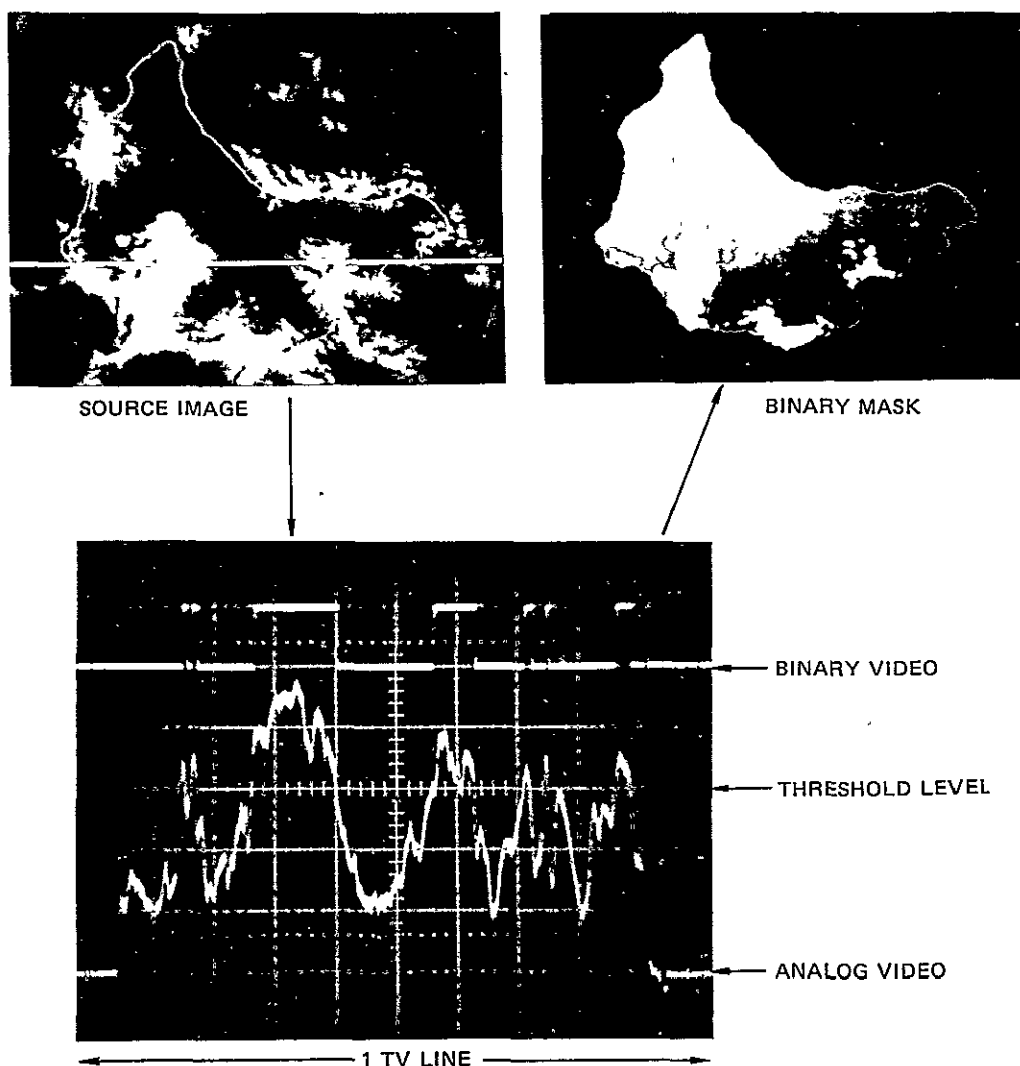 SOURCE IMAGE
BINARY MASK
BINARY VIDEO
THRESHOLD LEVEL
ANALOG VIDEO
1 TV LINE